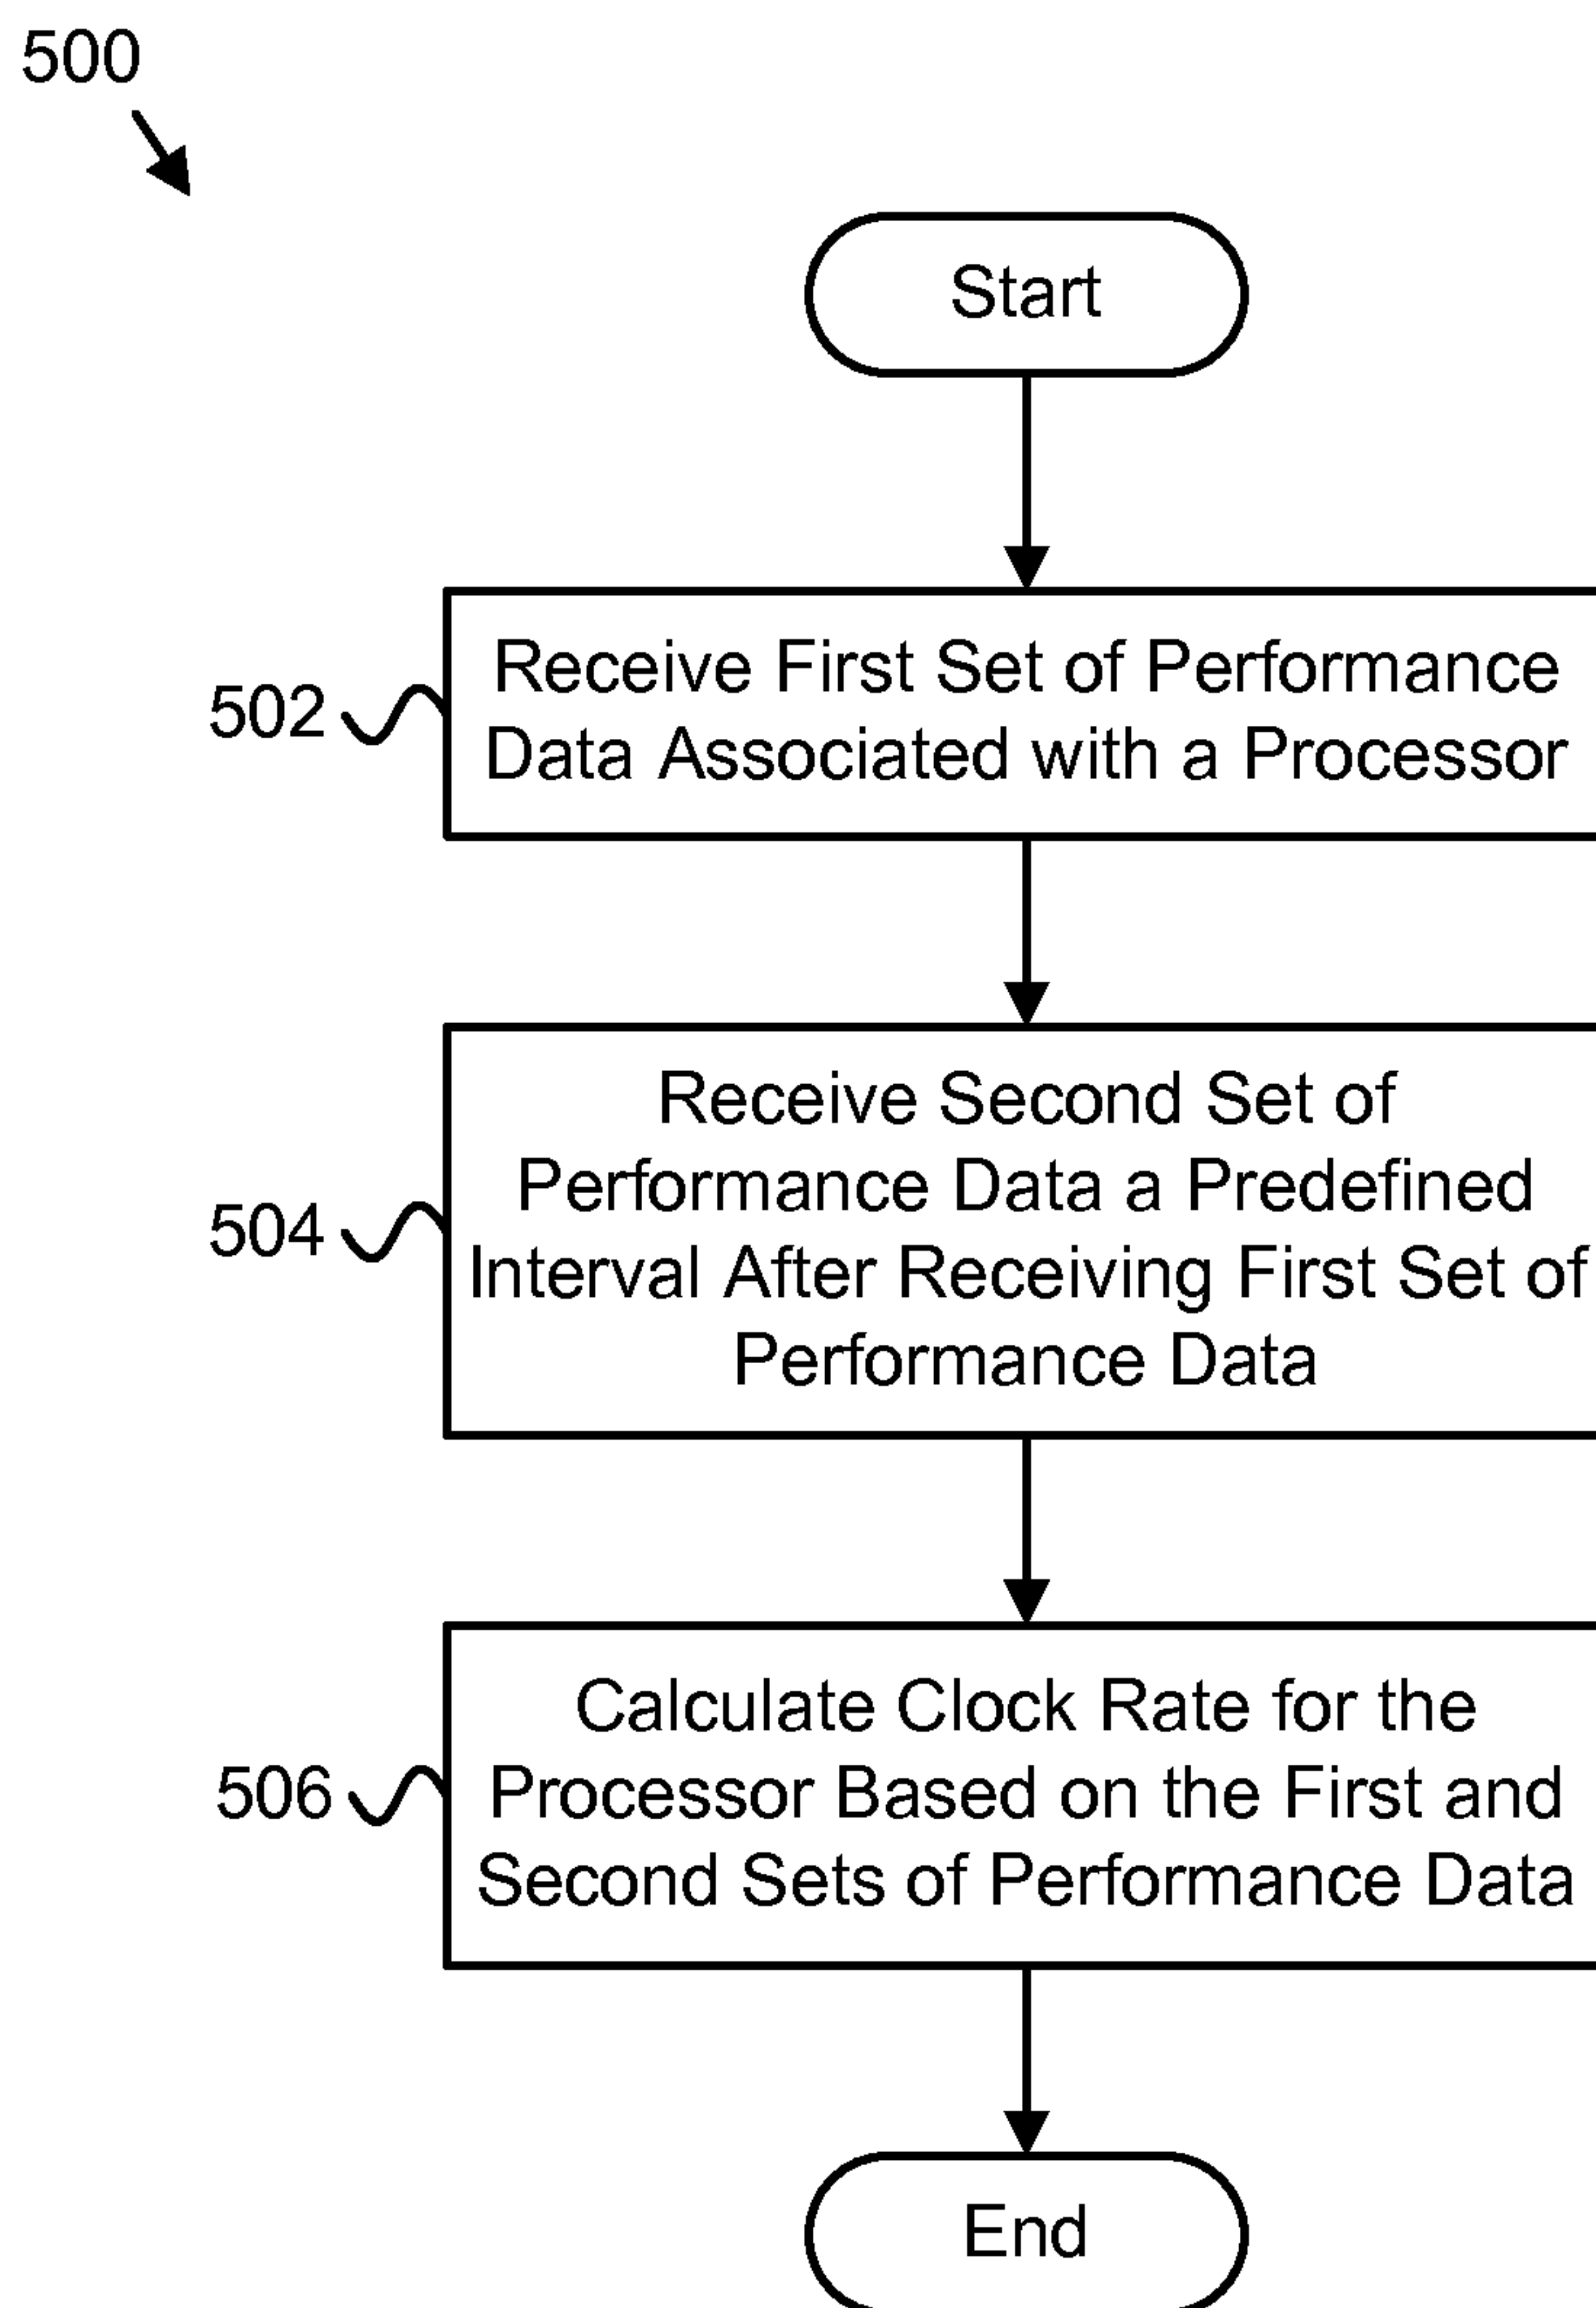 500
Start
502
Receive First Set of Performance
Data Associated with a Processor
504
Receive Second Set of
Performance Data a Predefined
Interval After Receiving First Set of
Performance Data
506
Calculate Clock Rate for the
Processor Based on the First and
Second Sets of Performance Data
End